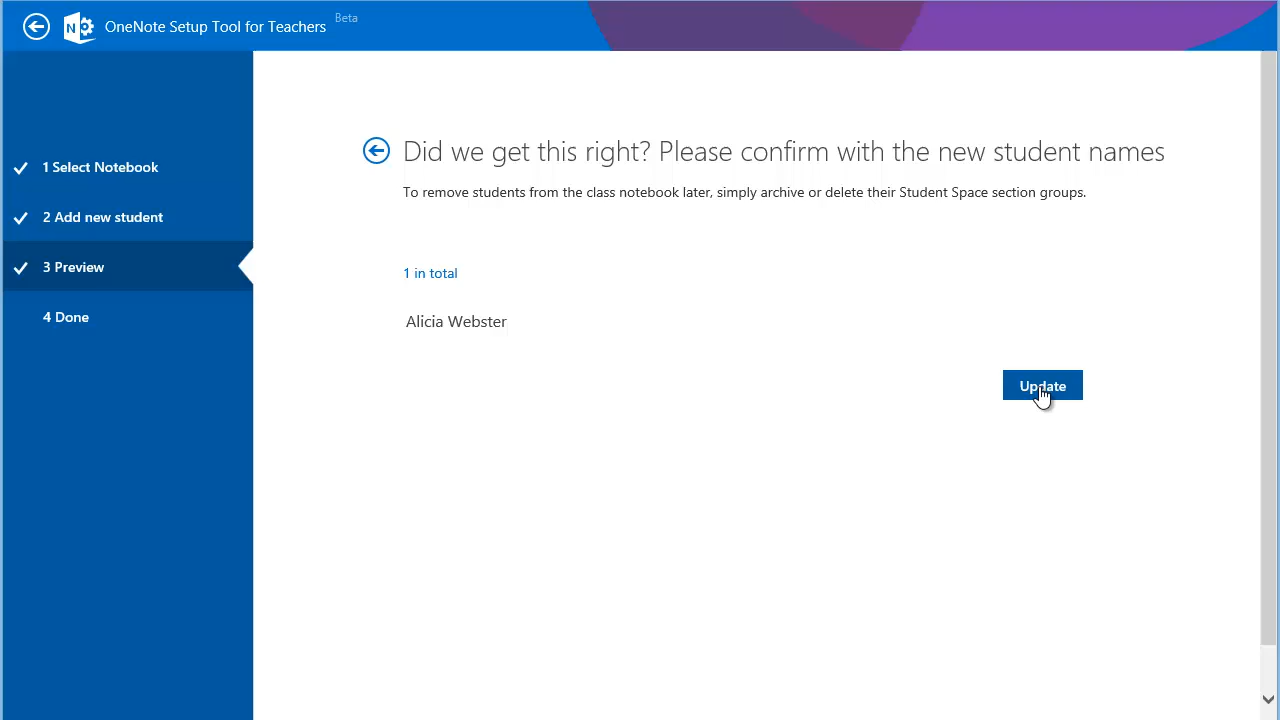 OneNote Setup Tool for Teachers Beta
1 Select Notebook
2 Add new student
3 Preview
4 Done
Did we get this right? Please confirm with the new student names
To remove students from the class notebook later, simply archive or delete their Student Space section groups.
1 in total
Alicia Webster
Update